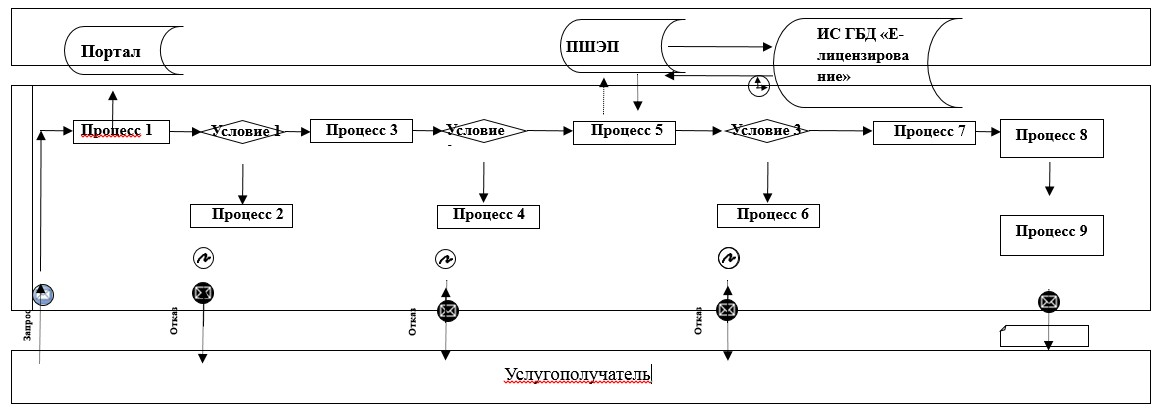 Портал
ПШЭП
ИС ГБД «Е-
лицензирова
ние»
Процесс 1
Условие 1
Процесс 3
Условие
Процесс 5
Условие 3
Процесс 7
Процесс 8
Процесс 2
Процесс 4
Процесс 6
Процесс 9
Запрос
Отказ
Отказ
Отказ
Услугополучатель